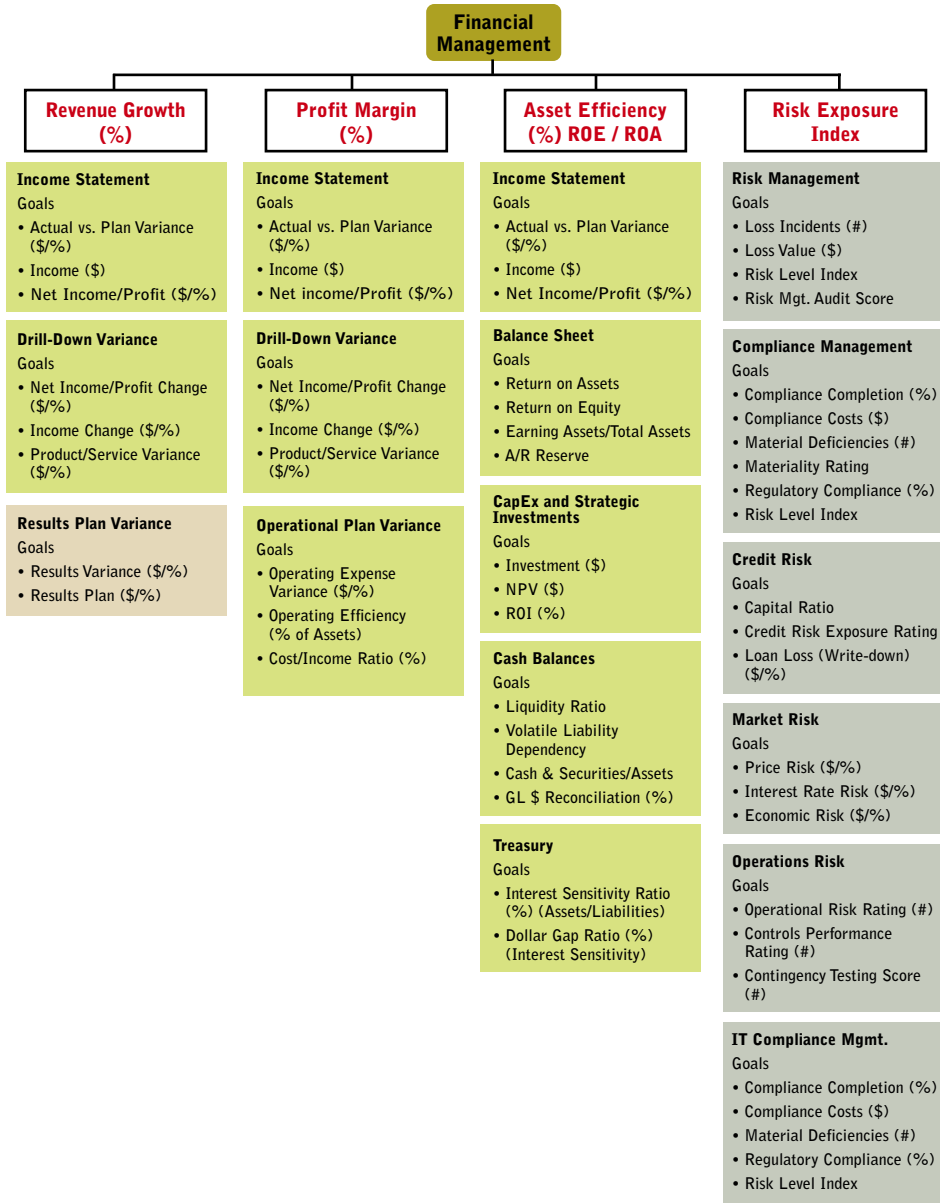 Financial
Management
Revenue Growth
(%)
Income Statement
Goals
• Actual vs. Plan Variance
($/%)
• Income ($)
• Net Income/Profit ($/%)
Drill-Down Variance
Goals
• Net Income/Profit Change
($/%)
• Income Change ($/%)
• Product/Service Variance
($/%)
Results Plan Variance
Goals
• Results Variance ($/%)
• Results Plan ($/%)
Profit Margin
(%)
Income Statement
Goals
• Actual vs. Plan Variance
($/%)
• Income ($)
• Net income/Profit ($/%)
Drill-Down Variance
Goals
• Net Income/Profit Change
($/%)
• Income Change ($/%)
• Product/Service Variance
($/%)
Operational Plan Variance
Goals
• Operating Expense
Variance ($/%)
• Operating Efficiency
(% of Assets)
• Cost/Income Ratio (%)
Asset Efficiency
(%) ROE / ROA
Income Statement
Goals
• Actual vs. Plan Variance
($/%)
• Income ($)
• Net Income/Profit ($/%)
Balance Sheet
Goals
• Return on Assets
• Return on Equity
• Earning Assets/Total Assets
• A/R Reserve
CapEx and Strategic
Investments
Goals
• Investment ($)
• NPV ($)
• ROI (%)
Cash Balances
Goals
• Liquidity Ratio
• Volatile Liability
Dependency
• Cash & Securities/Assets
• GL $ Reconciliation (%)
Treasury
Goals
• Interest Sensitivity Ratio
(%) (Assets/Liabilities)
• Dollar Gap Ratio (%)
(Interest Sensitivity)
Risk Exposure
Index
Risk Management
Goals
• Loss Incidents (#)
• Loss Value ($)
• Risk Level Index
• Risk Mgt. Audit Score
Compliance Management
Goals
• Compliance Completion (%)
• Compliance Costs ($)
• Material Deficiencies (#)
• Materiality Rating
• Regulatory Compliance (%)
• Risk Level Index
Credit Risk
Goals
• Capital Ratio
• Credit Risk Exposure Rating
• Loan Loss (Write-down)
($/%)
Market Risk
Goals
• Price Risk ($/%)
• Interest Rate Risk ($/%)
• Economic Risk ($/%)
Operations Risk
Goals
• Operational Risk Rating (#)
• Controls Performance
Rating (#)
• Contingency Testing Score
(#)
IT Compliance Mgmt.
Goals
• Compliance Completion (%)
• Compliance Costs ($)
• Material Deficiencies (#)
• Regulatory Compliance (%)
• Risk Level Index